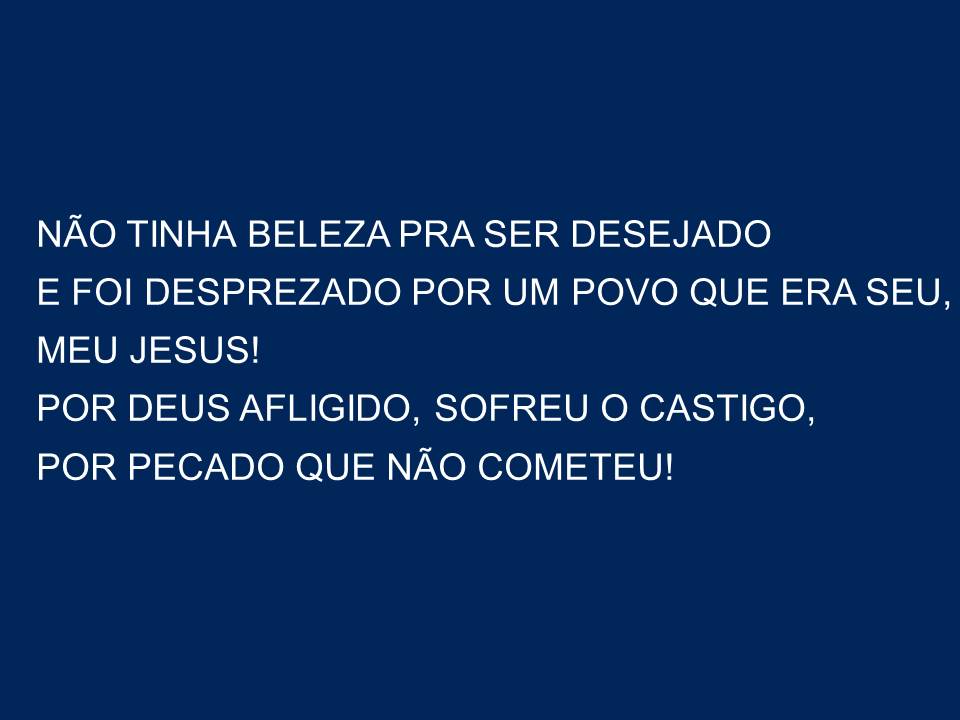 NÃO TINHA BELEZA PRA SER DESEJADO
E FOI DESPREZADO POR UM POVO QUE ERA SEU,
MEU JESUS!
POR DEUS AFLIGIDO, SOFREU O CASTIGO,
POR PECADO QUE NÃO COMETEU!